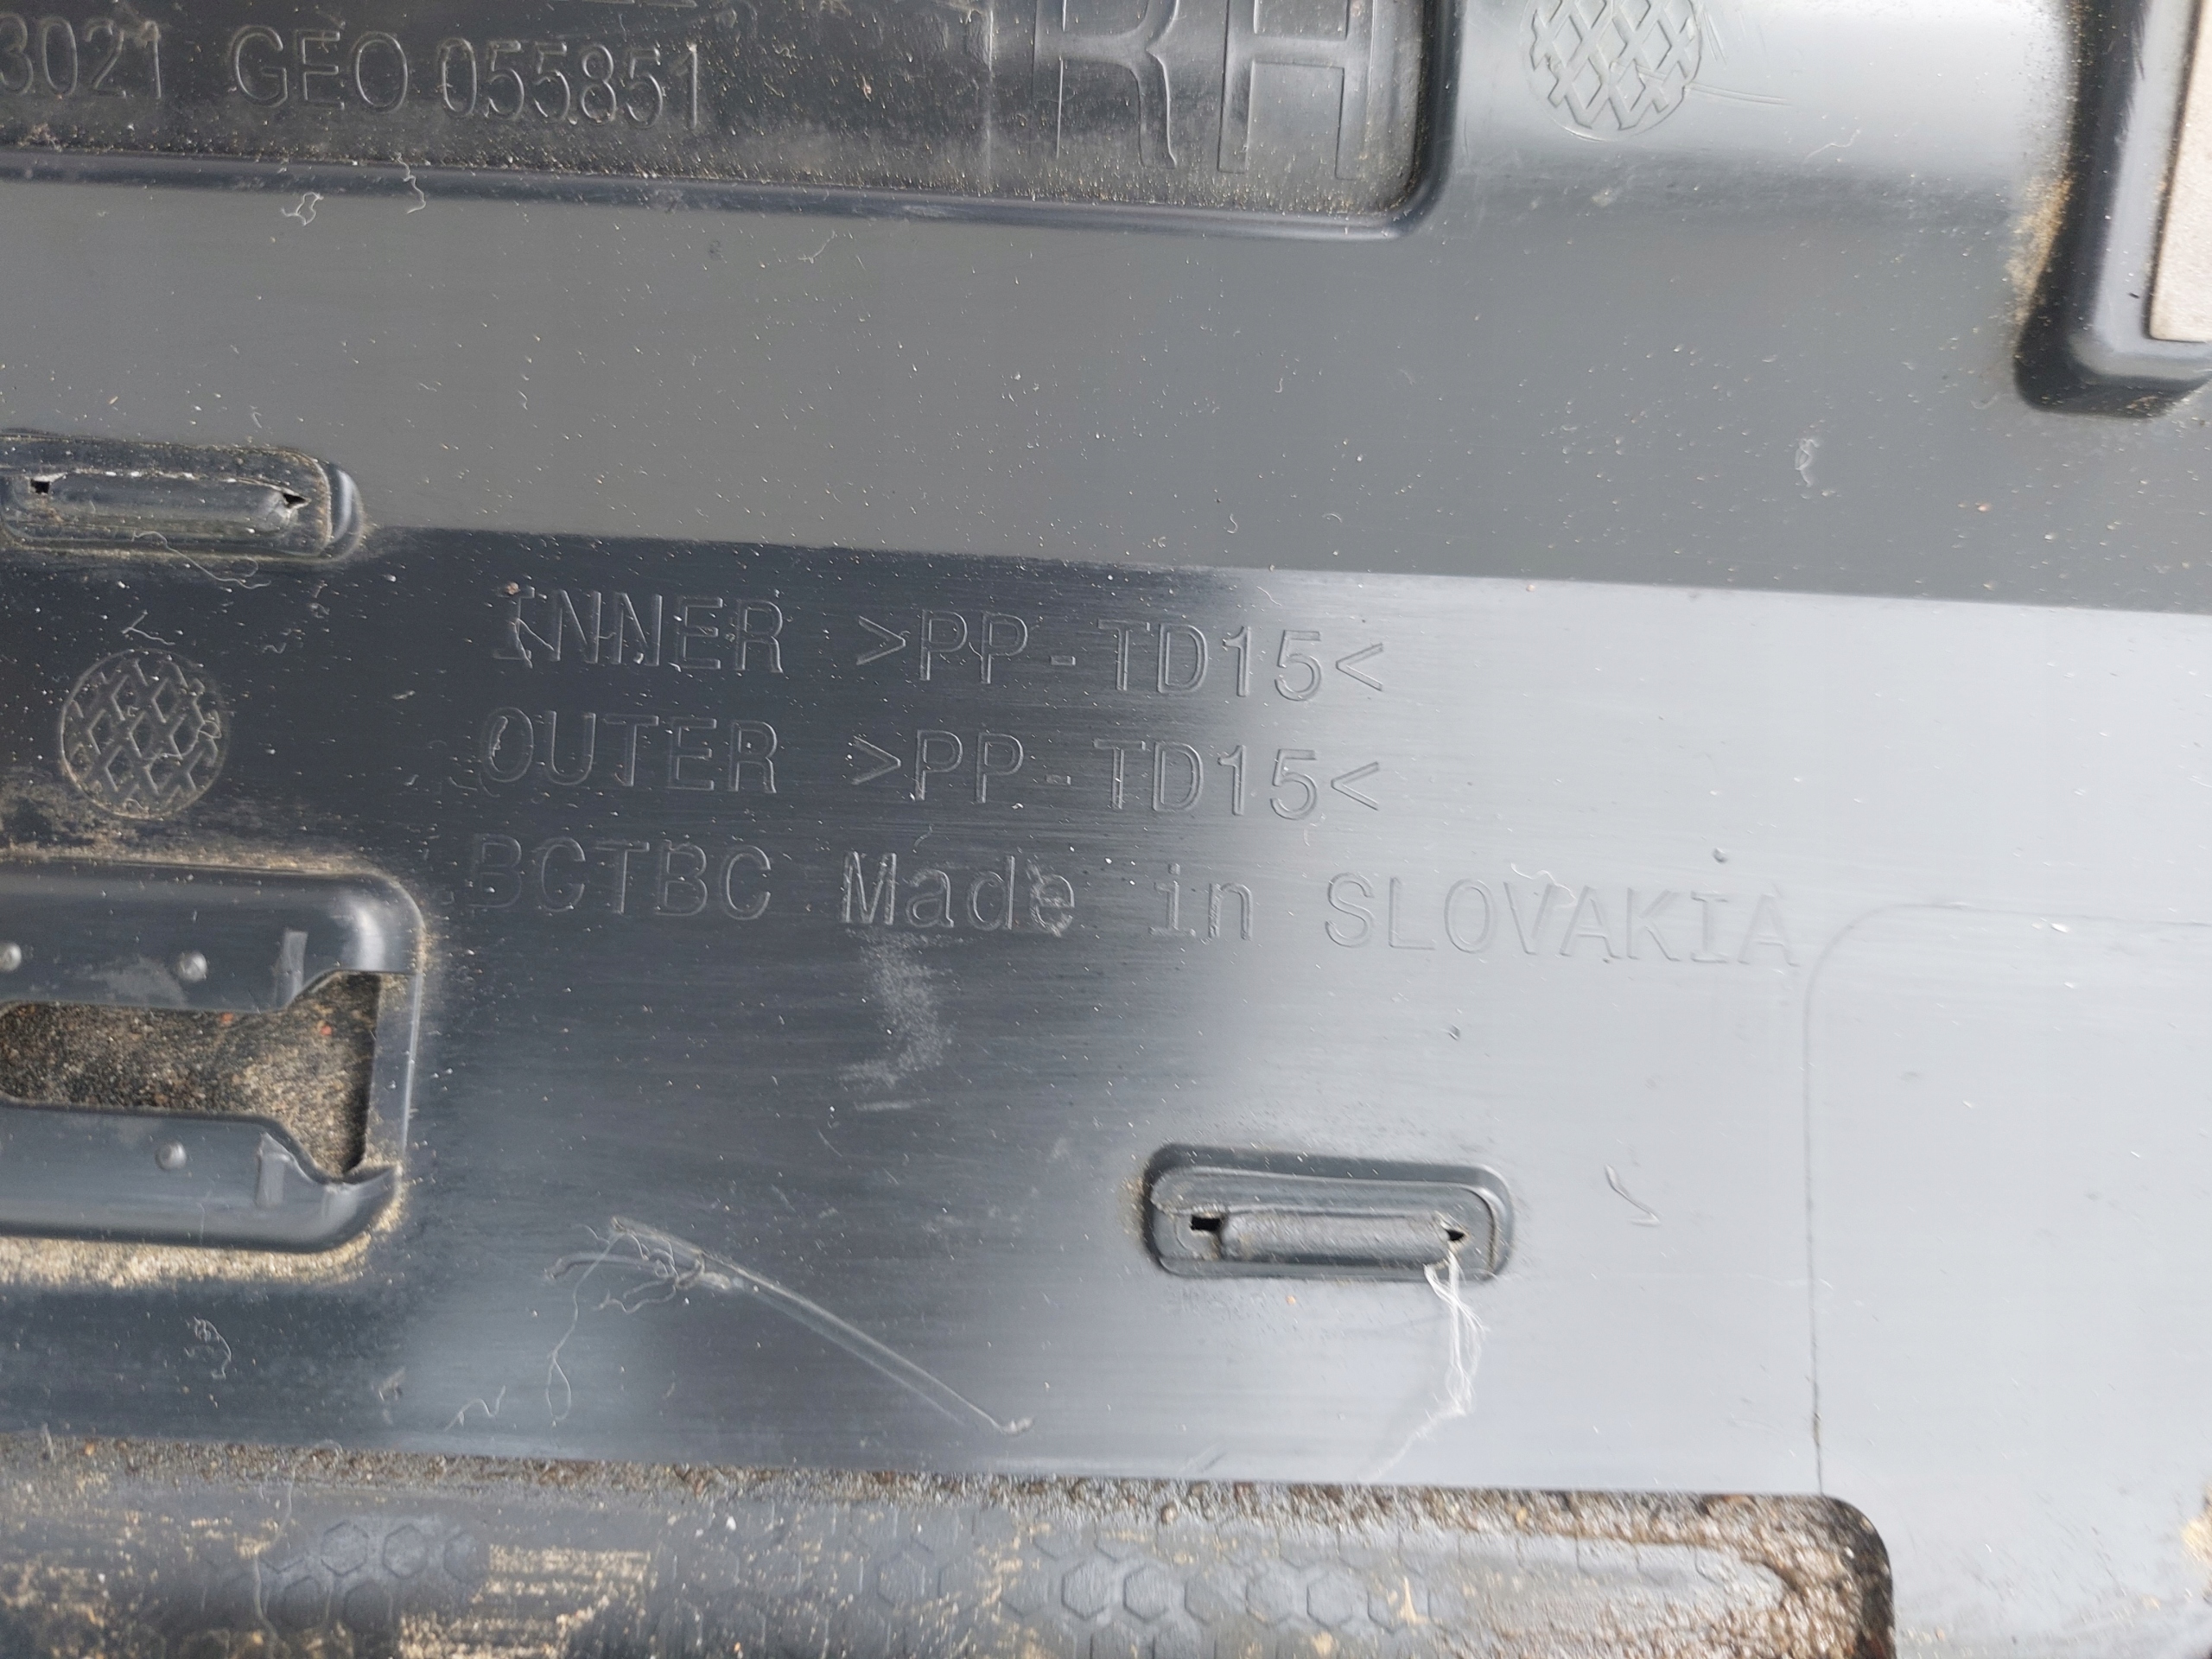 3021 GEO 055851
RH
INNER >PP-TD15<
OUTER >PP-TD15<
BCTBC Made in SLOVAKIA